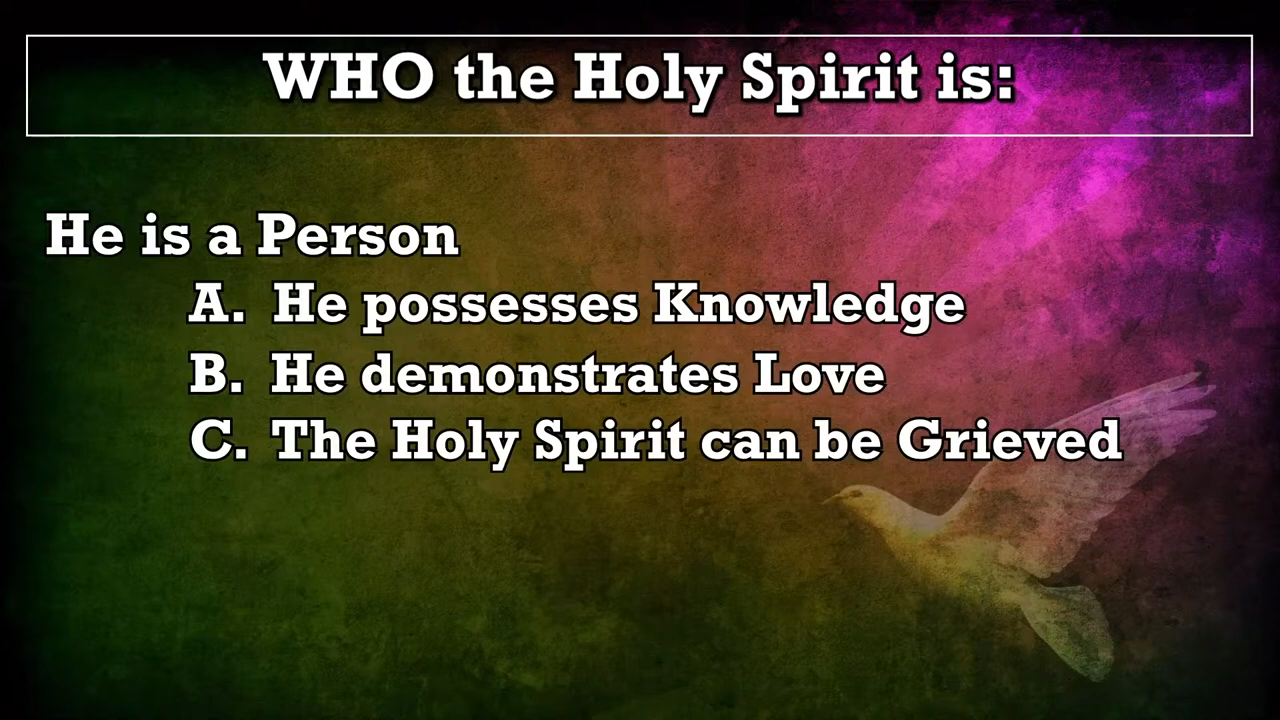 WHO the Holy Spirit is:
He is a Person
A. He possesses Knowledge
B. He demonstrates Love
C. The Holy Spirit can be Grieved